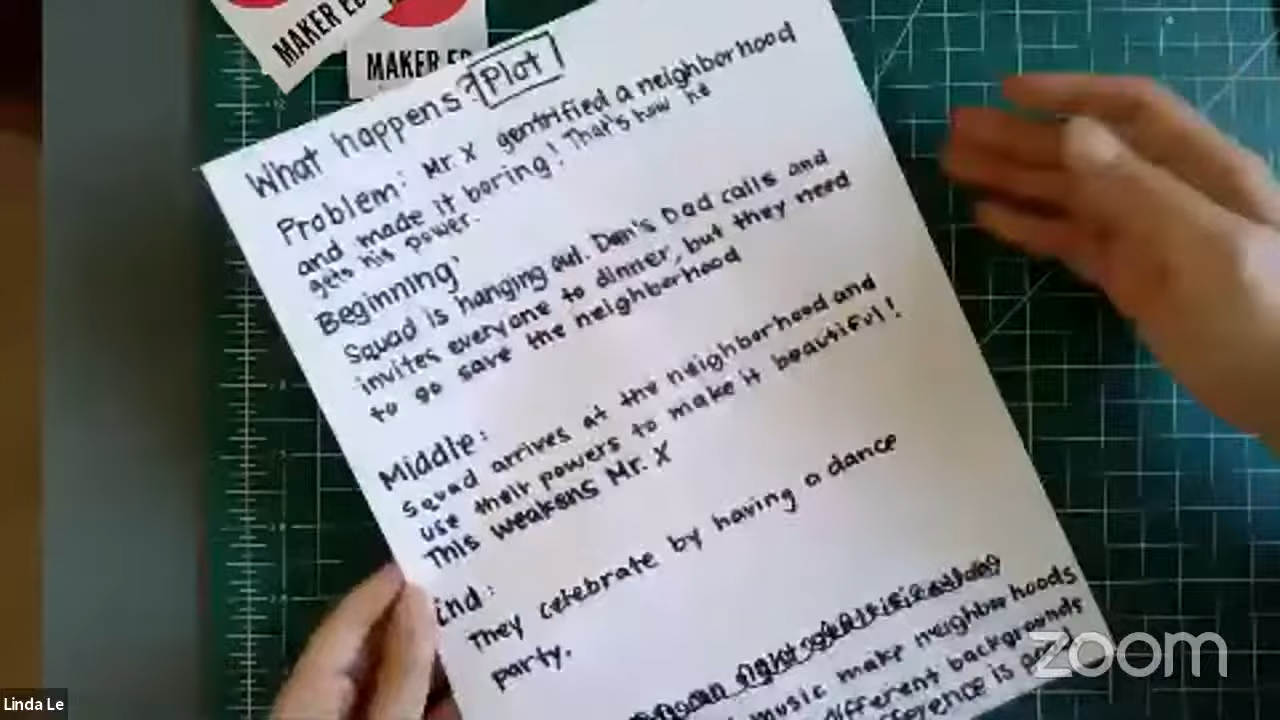 MAKER ED
MAKER ED
What happens? Plot
Problem: Mr. X gentrified a neighborhood
and made it boring! That's how he
gets his power.
Beginning:
Squad is hanging out. Dan's Dad calls and
invites everyone to dinner, but they need
to go save the neighborhood
Middle:
Squad arrives at the neighborhood and
use their powers to make it beautiful!
This weakens Mr. X
End:
They celebrate by having a dance
party.
can fight
music make neighborhoods
different backgrounds
difference is
zoom
Linda Le